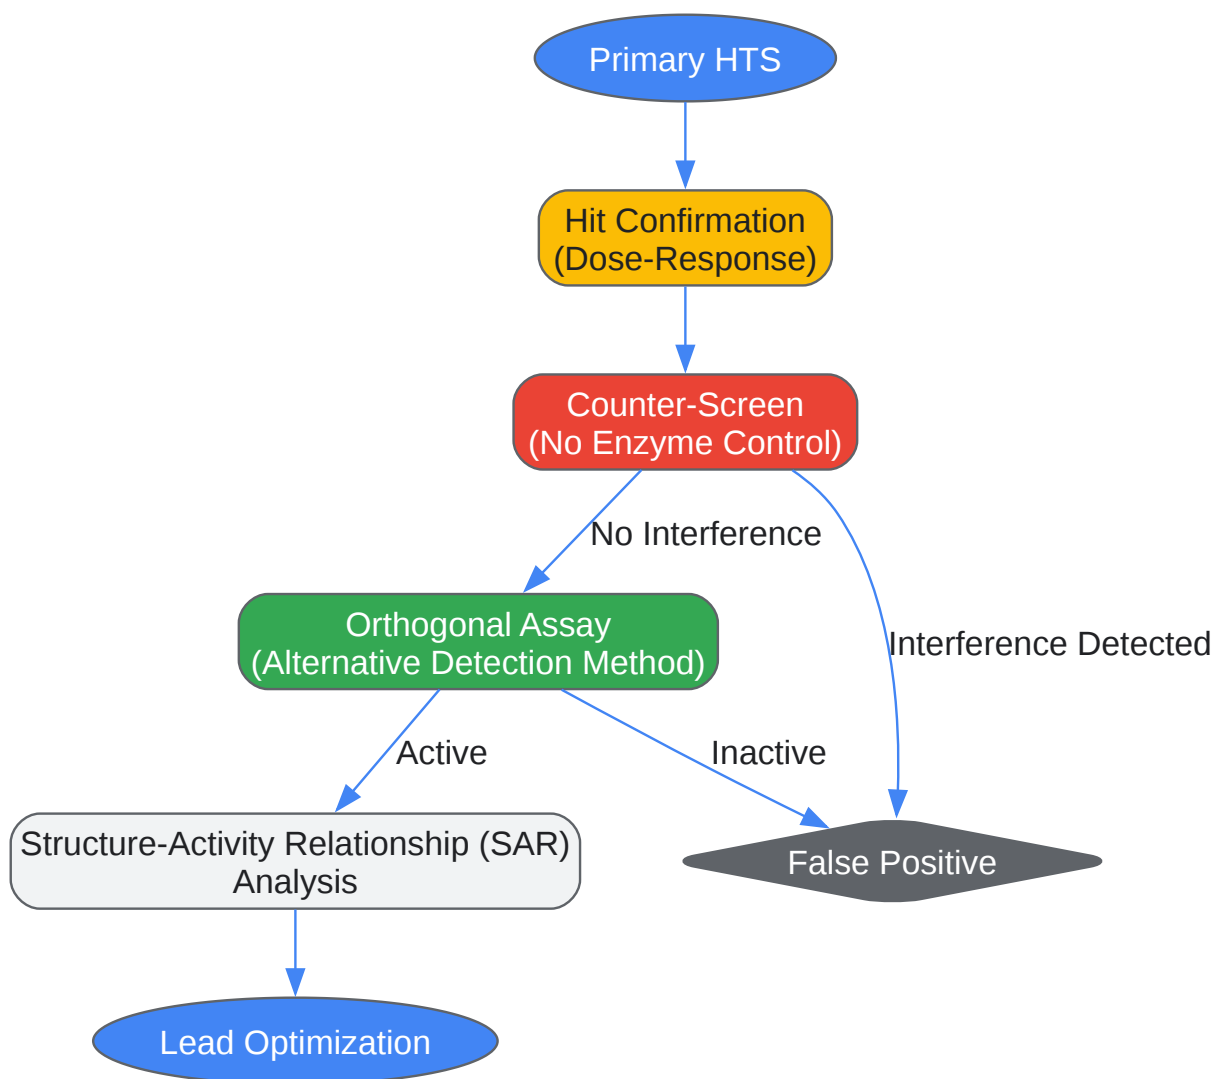 Primary HTS
Hit Confirmation
(Dose-Response)
Counter-Screen
(No Enzyme Control)
No Interference
Orthogonal Assay
(Alternative Detection Method)
Interference Detected
Active
Inactive
Structure-Activity Relationship (SAR)
Analysis
False Positive
Lead Optimization